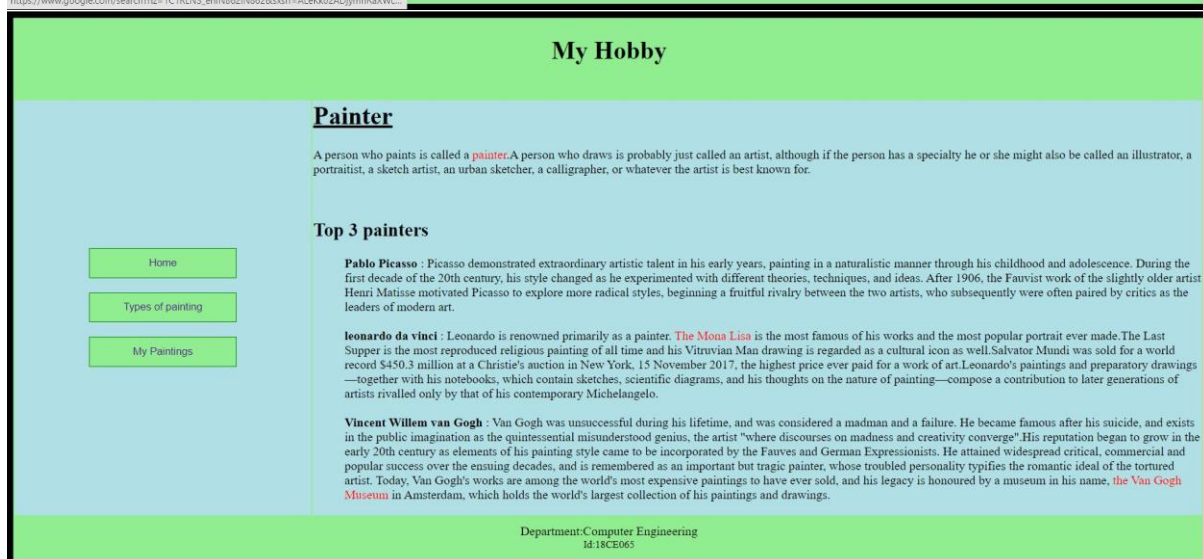 My Hobby
Painter
A person who paints is called a painter.A person who draws is probably just called an artist, although if the person has a specialty he or she might also be called an illustrator, a
portraitist, a sketch artist, an urban sketcher, a calligrapher, or whatever the artist is best known for.
Top 3 painters
Home
Types of painting
My Paintings
Pablo Picasso : Picasso demonstrated extraordinary artistic talent in his early years, painting in a naturalistic manner through his childhood and adolescence. During the
first decade of the 20th century, his style changed as he experimented with different theories, techniques, and ideas. After 1906, the Fauvist work of the slightly older artist
Henri Matisse motivated Picasso to explore more radical styles, beginning a fruitful rivalry between the two artists, who subsequently were often paired by critics as the
leaders of modern art.
leonardo da vinci : Leonardo is renowned primarily as a painter. The Mona Lisa is the most famous of his works and the most popular portrait ever made.The Last
Supper is the most reproduced religious painting of all time and his Vitruvian Man drawing is regarded as a cultural icon as well.Salvator Mundi was sold for a world
record $450.3 million at a Christie's auction in New York, 15 November 2017, the highest price ever paid for a work of art.Leonardo's paintings and preparatory drawings
—together with his notebooks, which contain sketches, scientific diagrams, and his thoughts on the nature of painting—compose a contribution to later generations of
artists rivalled only by that of his contemporary Michelangelo.
Vincent Willem van Gogh : Van Gogh was unsuccessful during his lifetime, and was considered a madman and a failure. He became famous after his suicide, and exists
in the public imagination as the quintessential misunderstood genius, the artist "where discourses on madness and creativity converge".His reputation began to grow in the
early 20th century as elements of his painting style came to be incorporated by the Fauves and German Expressionists. He attained widespread critical, commercial and
popular success over the ensuing decades, and is remembered as an important but tragic painter, whose troubled personality typifies the romantic ideal of the tortured
artist. Today, Van Gogh's works are among the world's most expensive paintings to have ever sold, and his legacy is honoured by a museum in his name, the Van Gogh
Museum in Amsterdam, which holds the world's largest collection of his paintings and drawings.
Department:Computer Engineering
Id:18CE065